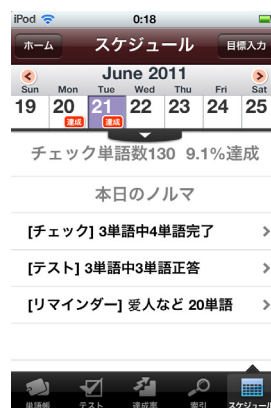 iPod 0:18
ホーム スケジュール 目標入力
June 2011
Sun Mon Tue Wed Thu Fri Sat
19 20 21 22 23 24 25
達成 達成
チェック単語数130 9.1%達成
本日のノルマ
[チェック] 3単語中4単語完了
[テスト] 3単語中3単語正答
[リマインダー] 愛人など 20単語
単語帳 テスト 達成率 索引 スケジュール